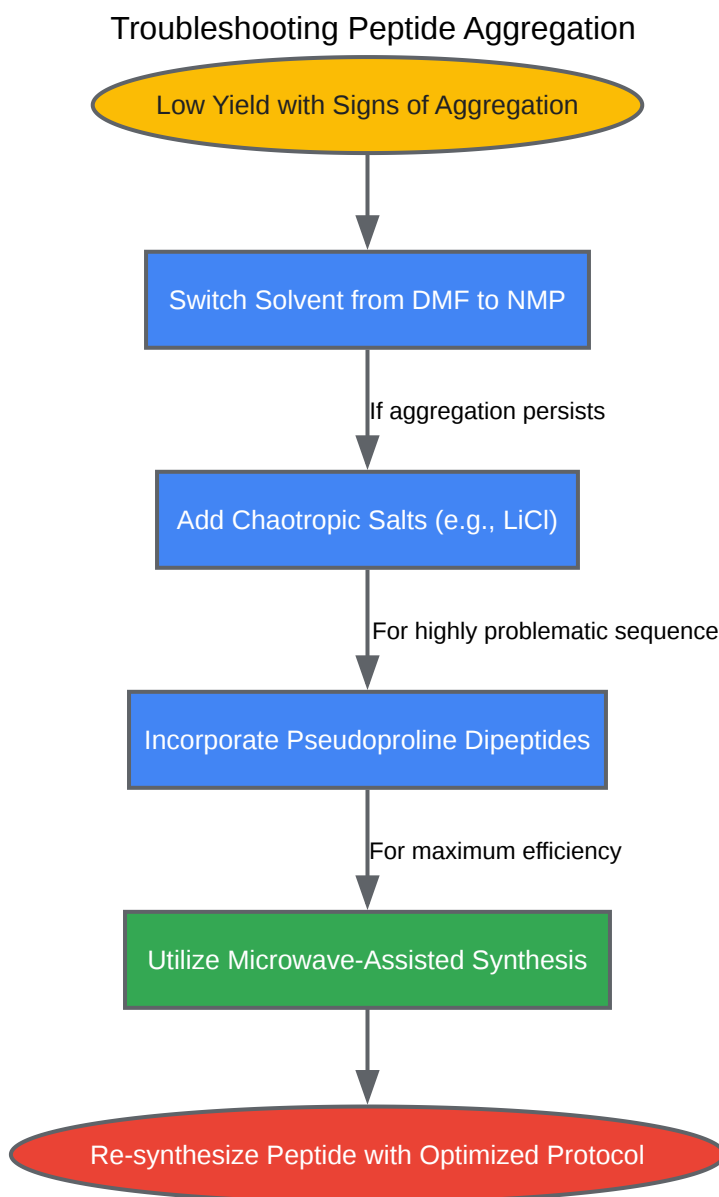 Troubleshooting Peptide Aggregation
Low Yield with Signs of Aggregation
Switch Solvent from DMF to NMP
If aggregation persists
Add Chaotropic Salts (e.g., LiCl)
For highly problematic sequence
Incorporate Pseudoproline Dipeptides
For maximum efficiency
Utilize Microwave-Assisted Synthesis
Re-synthesize Peptide with Optimized Protocol